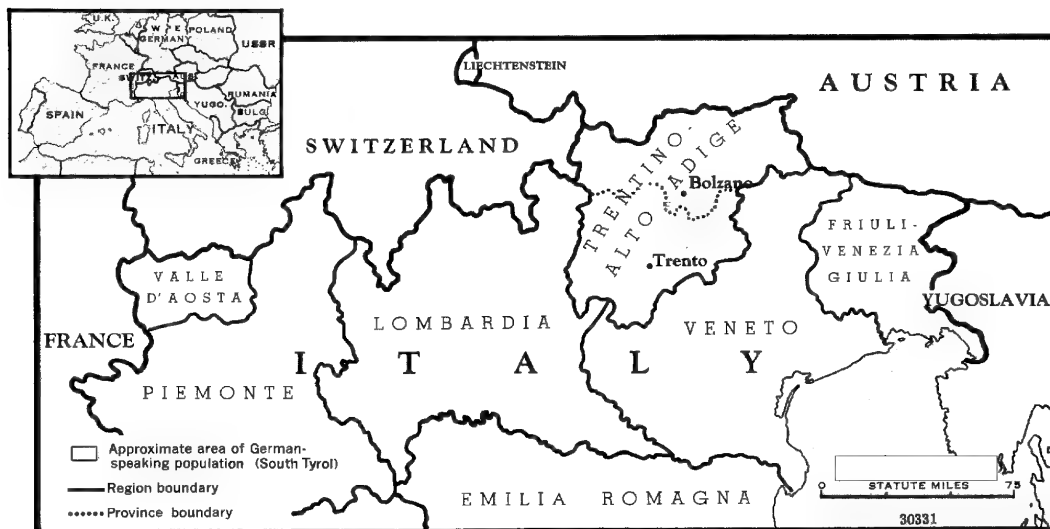 U.K.
W E
GERMANY
POLAND
USSR
FRANCE
SWITZ
AUS
RUMANIA
YUGO.
BULG
SPAIN
ITALY
GREECE
LIECHTENSTEIN
AUSTRIA
SWITZERLAND
TRENTINO-
ALTO ADIGE
Bolzano
Trento
FRIULI-
VENEZIA
GIULIA
VALLE
D'AOSTA
YUGOSLAVIA
FRANCE
LOMBARDIA
VENETO
ITALY
PIEMONTE
Approximate area of German-
speaking population (South Tyrol)
Region boundary
Province boundary
EMILIA ROMAGNA
0 STATUTE MILES 75
30331